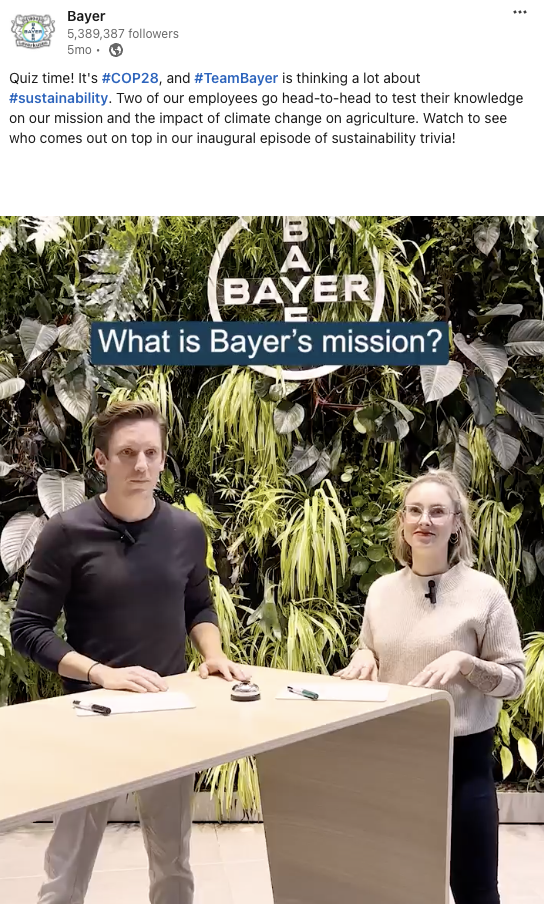 Bayer
5,389,387 followers
5mo •
Quiz time! It's #COP28, and #TeamBayer is thinking a lot about
#sustainability. Two of our employees go head-to-head to test their knowledge
on our mission and the impact of climate change on agriculture. Watch to see
who comes out on top in our inaugural episode of sustainability trivia!
BAYER
BAYE
What is Bayer's mission?